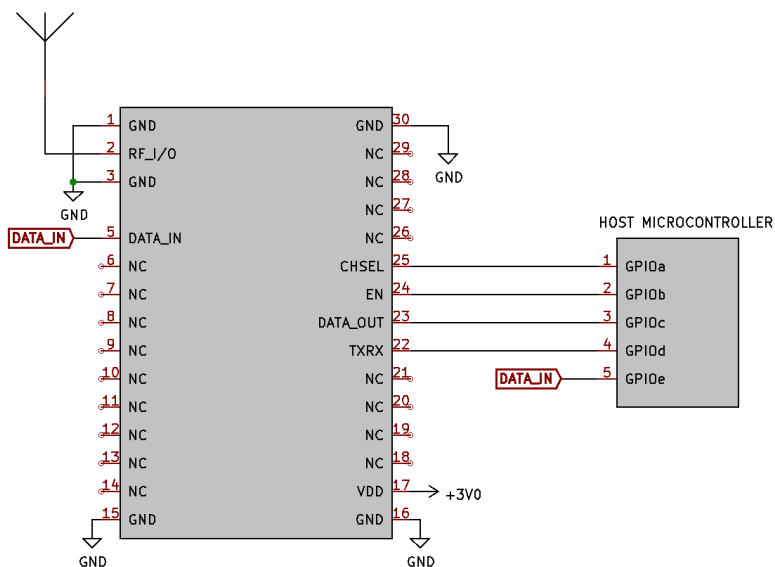 1 GND
2 RF_I/O
3 GND
GND
DATA_IN 5 DATA_IN
6 NC
7 NC
8 NC
9 NC
10 NC
11 NC
12 NC
13 NC
14 NC
15 GND
GND
GND 30
GND
NC 29
NC 28
NC 27
NC 26
CHSEL 25
EN 24
DATA_OUT 23
TXRX 22
NC 21
NC 20
NC 19
NC 18
VDD 17 +3V0
GND 16
GND
HOST MICROCONTROLLER
1 GPIOa
2 GPIOb
3 GPIOc
4 GPIOd
DATA_IN 5 GPIOe